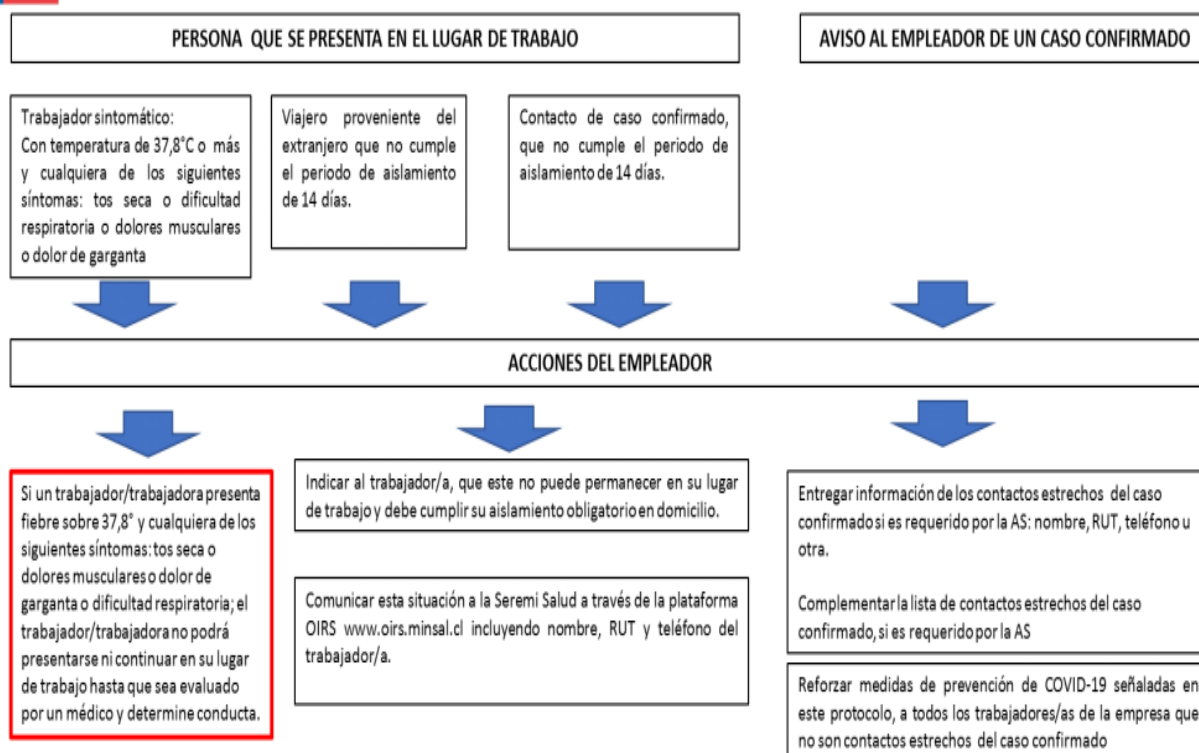 PERSONA QUE SE PRESENTA EN EL LUGAR DE TRABAJO
AVISO AL EMPLEADOR DE UN CASO CONFIRMADO
Trabajador sintomático:
Con temperatura de 37,8°C o más
y cualquiera de los siguientes
síntomas: tos seca o dificultad
respiratoria o dolores musculares
o dolor de garganta
Viajero proveniente del
extranjero que no cumple
el periodo de aislamiento
de 14 días.
Contacto de caso confirmado,
que no cumple el periodo de
aislamiento de 14 días.
ACCIONES DEL EMPLEADOR
Si un trabajador/trabajadora presenta
fiebre sobre 37,8° y cualquiera de los
siguientes síntomas: tos seca o
dolores musculares o dolor de
garganta o dificultad respiratoria; el
trabajador/trabajadora no podrá
presentarse ni continuar en su lugar
de trabajo hasta que sea evaluado
por un médico y determine conducta.
Indicar al trabajador/a, que este no puede permanecer en su lugar
de trabajo y debe cumplir su aislamiento obligatorio en domicilio.
Comunicar esta situación a la Seremi Salud a través de la plataforma
OIRS www.oirs.minsal.cl incluyendo nombre, RUT y teléfono del
trabajador/a.
Entregar información de los contactos estrechos del caso
confirmado si es requerido por la AS: nombre, RUT, teléfono u
otra.
Complementar la lista de contactos estrechos del caso
confirmado, si es requerido por la AS
Reforzar medidas de prevención de COVID-19 señaladas en
este protocolo, a todos los trabajadores/as de la empresa que
no son contactos estrechos del caso confirmado